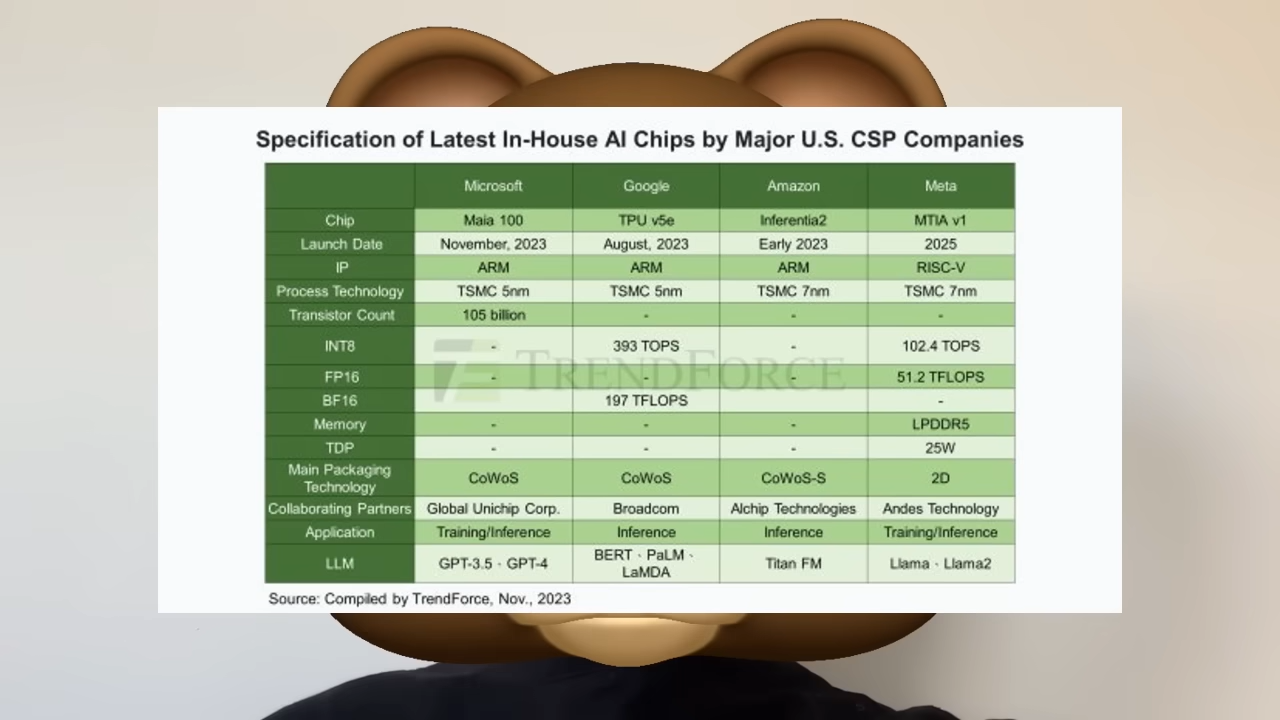 Specification of Latest In-House AI Chips by Major U.S. CSP Companies
Microsoft Google Amazon Meta
Chip Maia 100 TPU v5e Inferentia2 MTIA v1
Launch Date November, 2023 August, 2023 Early 2023 2025
IP ARM ARM ARM RISC-V
Process Technology TSMC 5nm TSMC 5nm TSMC 7nm TSMC 7nm
Transistor Count 105 billion - - -
INT8 - 393 TOPS - 102.4 TOPS
TRENDFORCE
FP16 - - - 51.2 TFLOPS
BF16 197 TFLOPS -
Memory - - - LPDDR5
TDP - - - 25W
Main Packaging
Technology CoWoS CoWoS CoWoS-S 2D
Collaborating Partners Global Unichip Corp. Broadcom Alchip Technologies Andes Technology
Application Training/Inference Inference Inference Training/Inference
LLM GPT-3.5 · GPT-4 BERT · PaLM · Titan FM Llama · Llama2
LaMDA
Source: Compiled by TrendForce, Nov., 2023